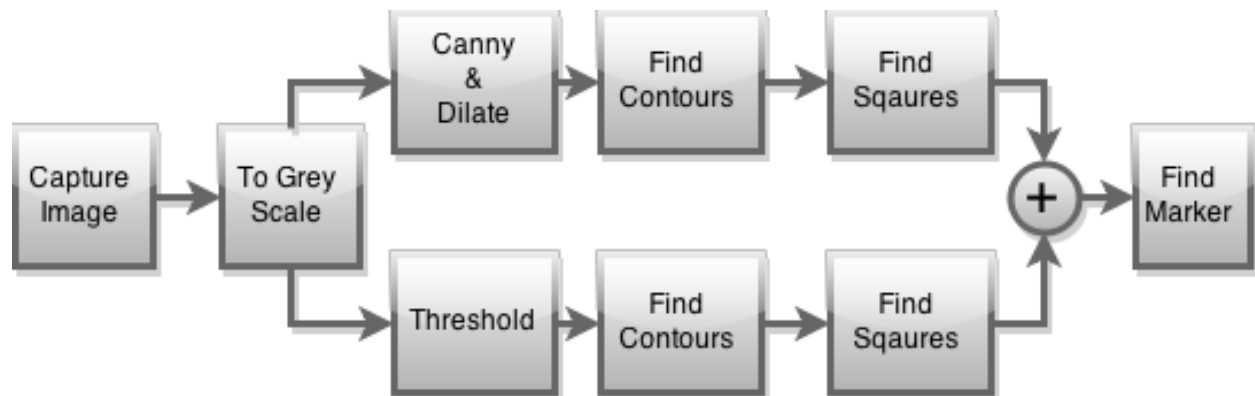 Capture
Image
To Grey
Scale
Canny
&
Dilate
Find
Contours
Find
Sqaures
Threshold
Find
Contours
Find
Sqaures
+
Find
Marker